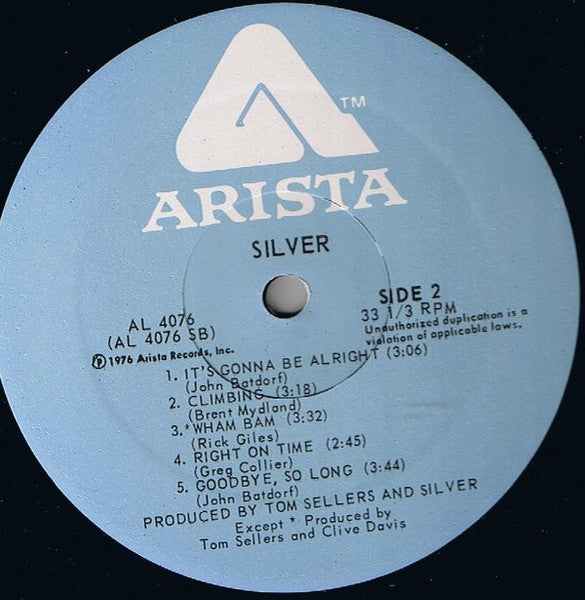 TM
ARISTA
SILVER
AL 4076
(AL 4076 SB)
℗ 1976 Arista Records, Inc.
SIDE 2
33 1/3 RPM
Unauthorized duplication is a
violation of applicable laws.
1. IT'S GONNA BE ALRIGHT (3:06)
(John Batdorf)
2. CLIMBING (3:18)
(Brent Mydland)
3.*WHAM BAM (3:32)
(Rick Giles)
4. RIGHT ON TIME (2:45)
(Greg Collier)
5. GOODBYE, SO LONG (3:44)
(John Batdorf)
PRODUCED BY TOM SELLERS AND SILVER
Except * Produced by
Tom Sellers and Clive Davis